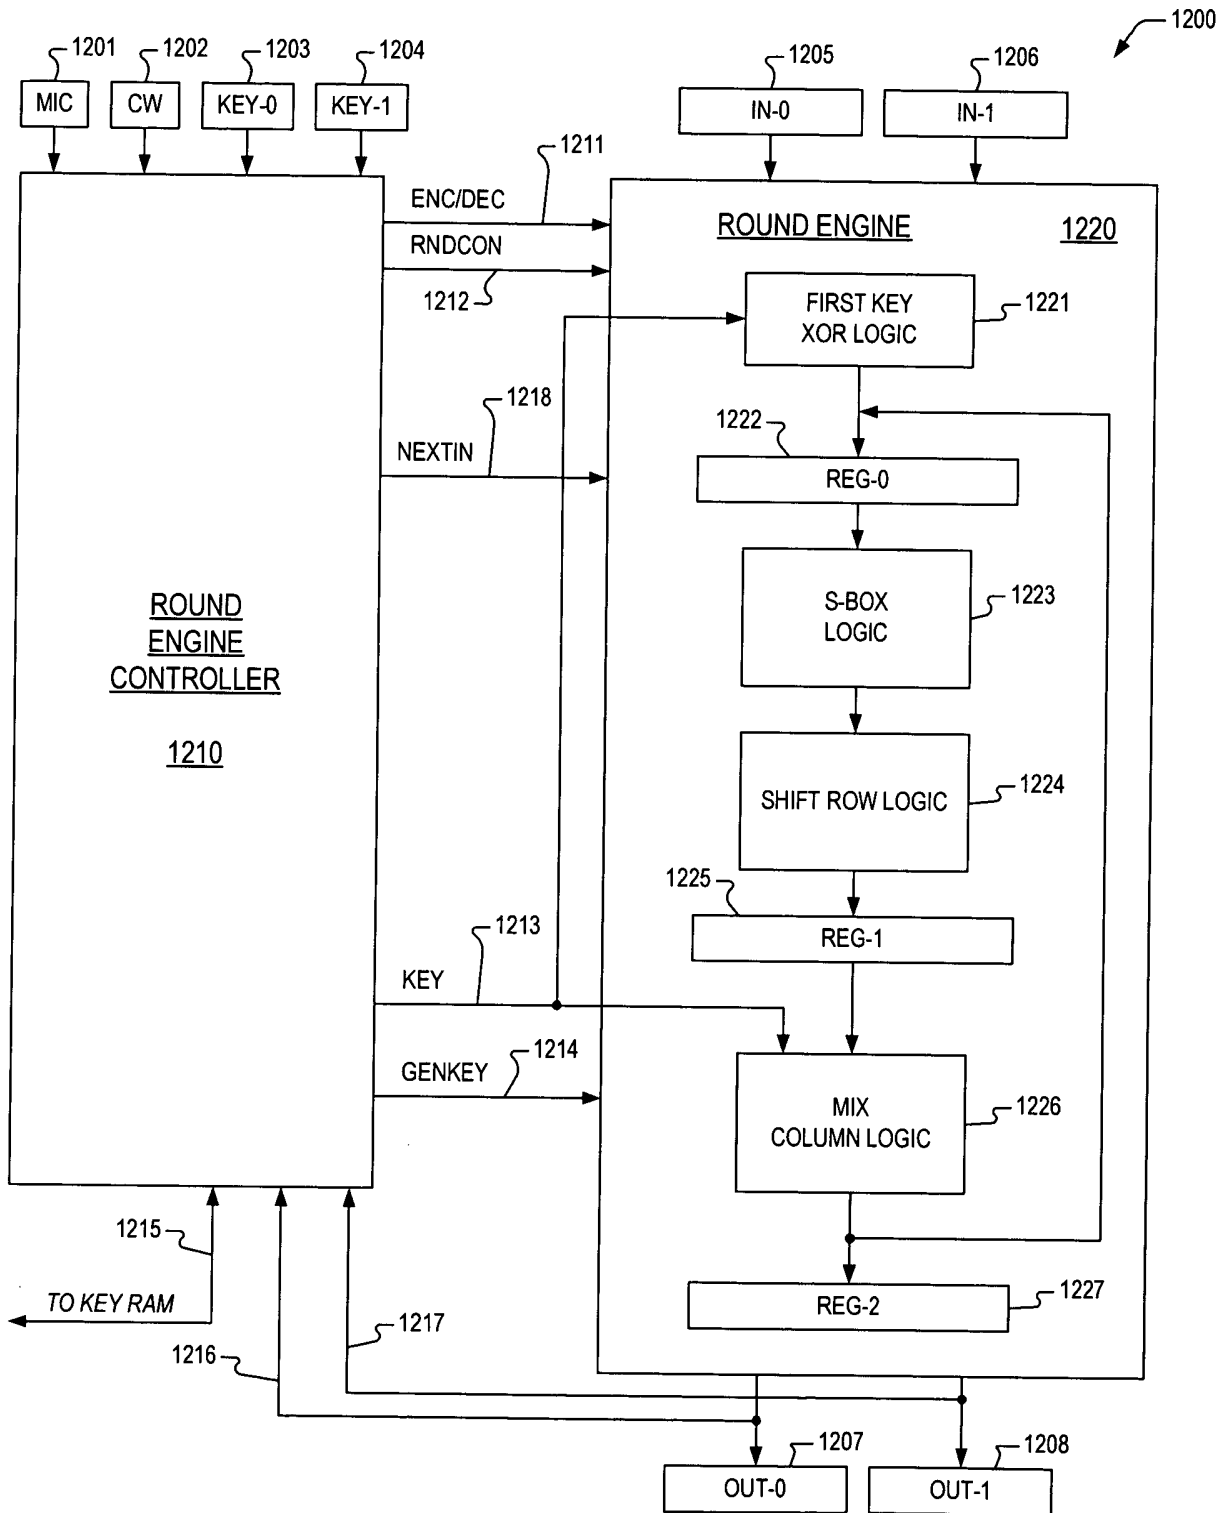 1200
1201
1202
1203
1204
1205
1206
MIC
CW
KEY-0
KEY-1
IN-0
IN-1
1211
ENC/DEC
RNDCON
1212
ROUND ENGINE
1220
FIRST KEY
XOR LOGIC
1221
1218
NEXTIN
1222
REG-0
S-BOX
LOGIC
1223
ROUND
ENGINE
CONTROLLER
1210
SHIFT ROW LOGIC
1224
1225
REG-1
1213
KEY
1214
GENKEY
MIX
COLUMN LOGIC
1226
1215
TO KEY RAM
1217
1216
REG-2
1227
1207
1208
OUT-0
OUT-1